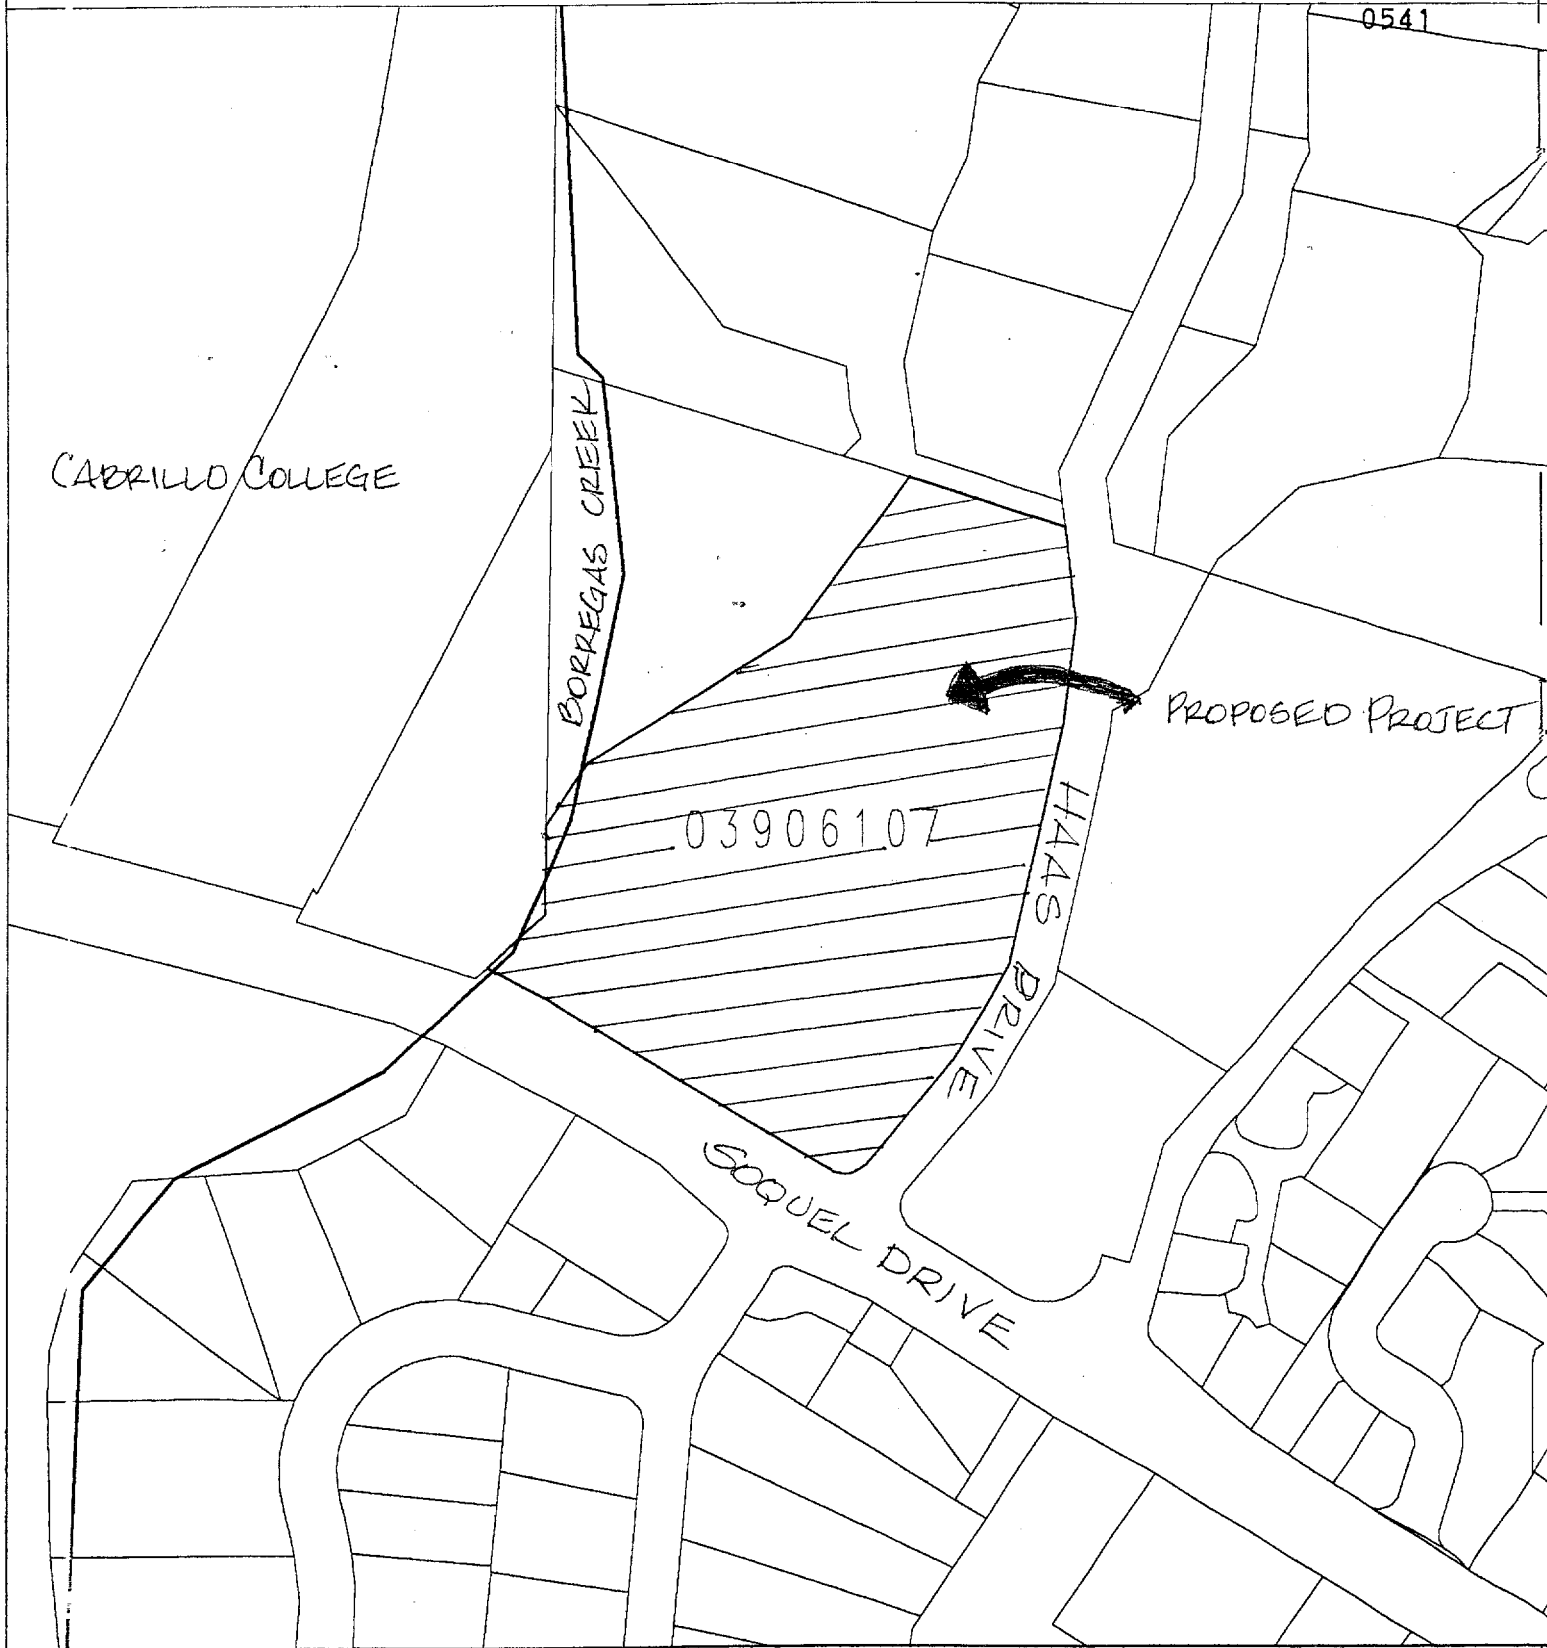 0541
CABRILLO COLLEGE
BORREGAS CREEK
PROPOSED PROJECT
03906107
HAAS DRIVE
SOQUEL DRIVE